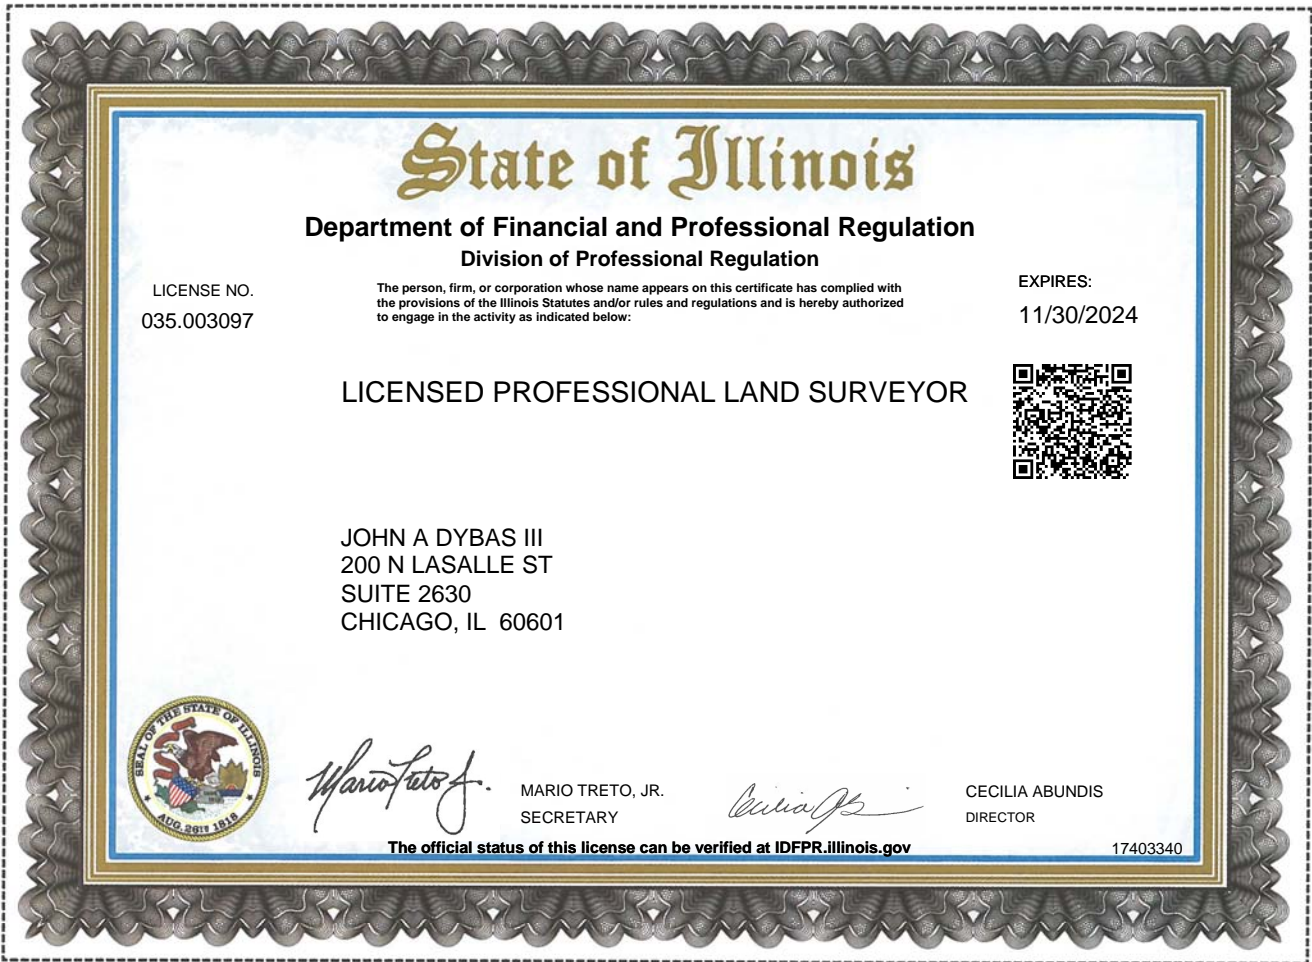 State of Illinois
Department of Financial and Professional Regulation
Division of Professional Regulation
LICENSE NO.
035.003097
The person, firm, or corporation whose name appears on this certificate has complied with
the provisions of the Illinois Statutes and/or rules and regulations and is hereby authorized
to engage in the activity as indicated below:
EXPIRES:
11/30/2024
LICENSED PROFESSIONAL LAND SURVEYOR
JOHN A DYBAS III
200 N LASALLE ST
SUITE 2630
CHICAGO, IL 60601
SEAL OF THE STATE OF ILLINOIS
AUG. 26TH 1818
Mario Treto Jr.
MARIO TRETO, JR.
SECRETARY
Cecilia
CECILIA ABUNDIS
DIRECTOR
The official status of this license can be verified at IDFPR.illinois.gov
17403340